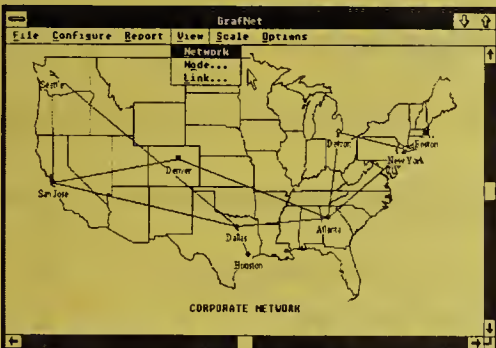 GrafNet
File Configure Report View Scale Options
Network
Node...
Link...
Seattle
Detroit
Boston
New York
Denver
San Jose
Dallas
Atlanta
Houston
CORPORATE NETWORK